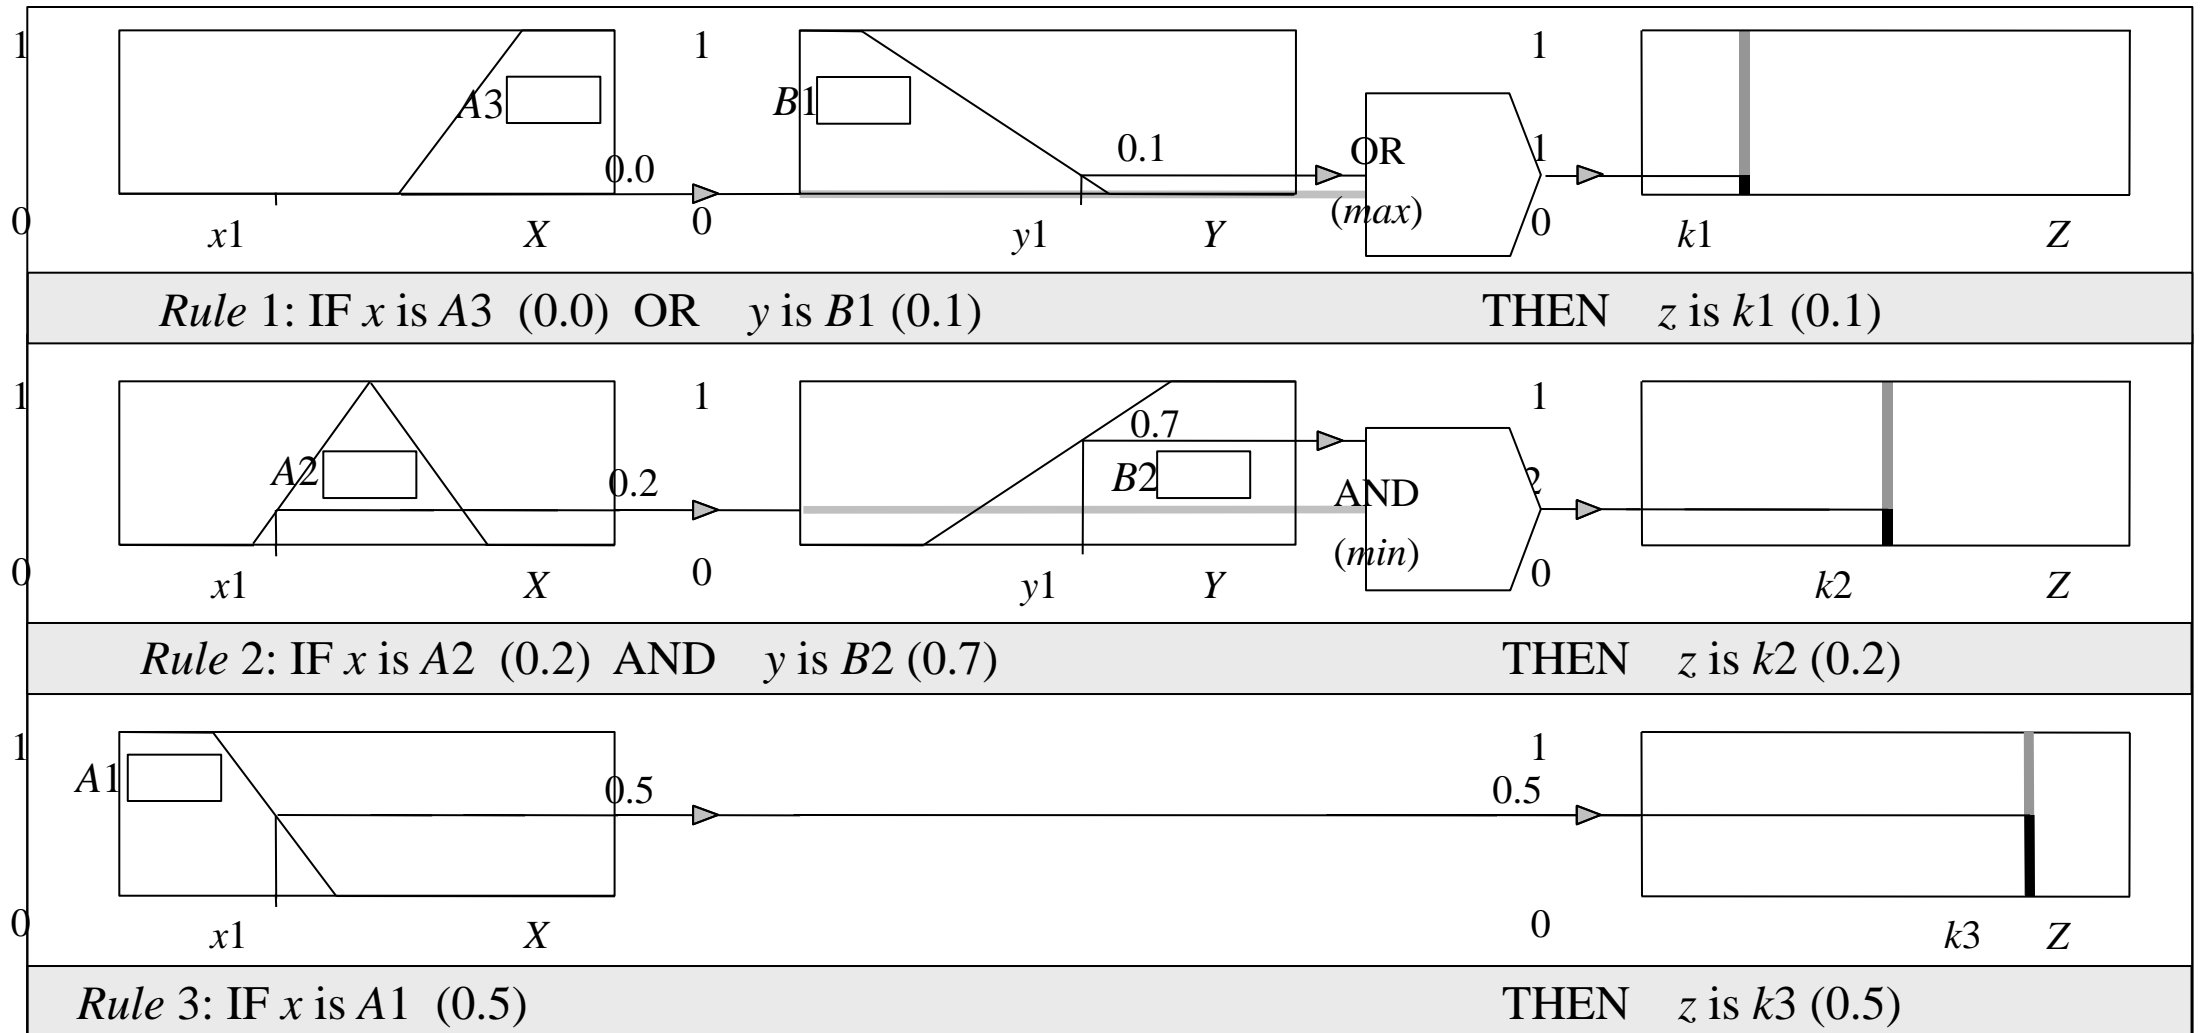 1 1 1
A3 B1
0.0 0.1 OR 1
0 0 (max) 0
x1 X y1 Y k1 Z
Rule 1: IF x is A3 (0.0) OR y is B1 (0.1) THEN z is k1 (0.1)
1 1 1
0.7
A2 0.2 B2 AND 2
0 0 (min) 0
x1 X y1 Y k2 Z
Rule 2: IF x is A2 (0.2) AND y is B2 (0.7) THEN z is k2 (0.2)
1 1
A1 0.5 0.5
0 0
x1 X k3 Z
Rule 3: IF x is A1 (0.5) THEN z is k3 (0.5)